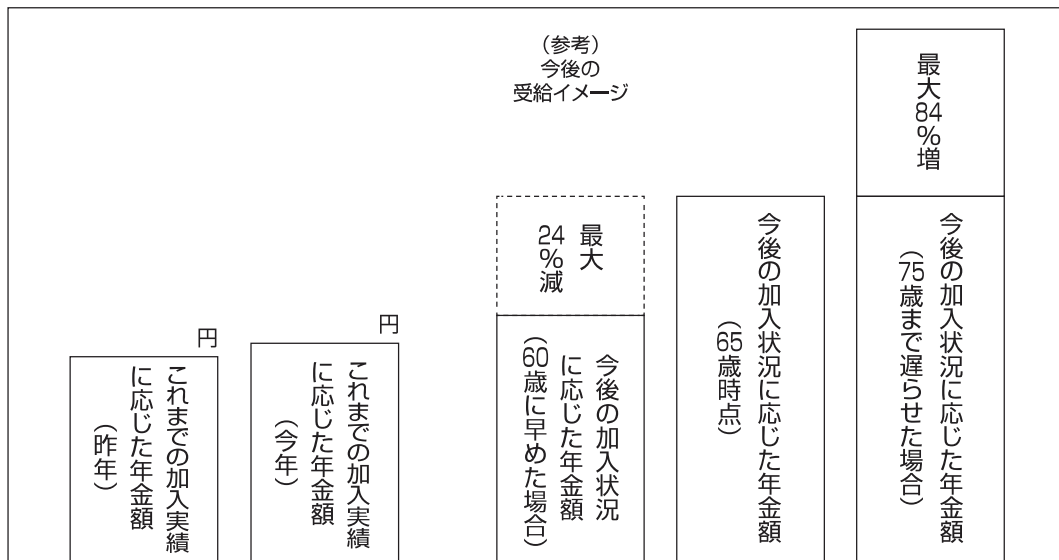 円
これまでの加入実績
に応じた年金額
(昨年)
円
これまでの加入実績
に応じた年金額
(今年)
(参考)
今後の
受給イメージ
最大
24%減
今後の加入状況
に応じた年金額
(60歳に早めた場合)
今後の加入状況に応じた年金額
(65歳時点)
最大84%増
今後の加入状況に応じた年金額
(75歳まで遅らせた場合)